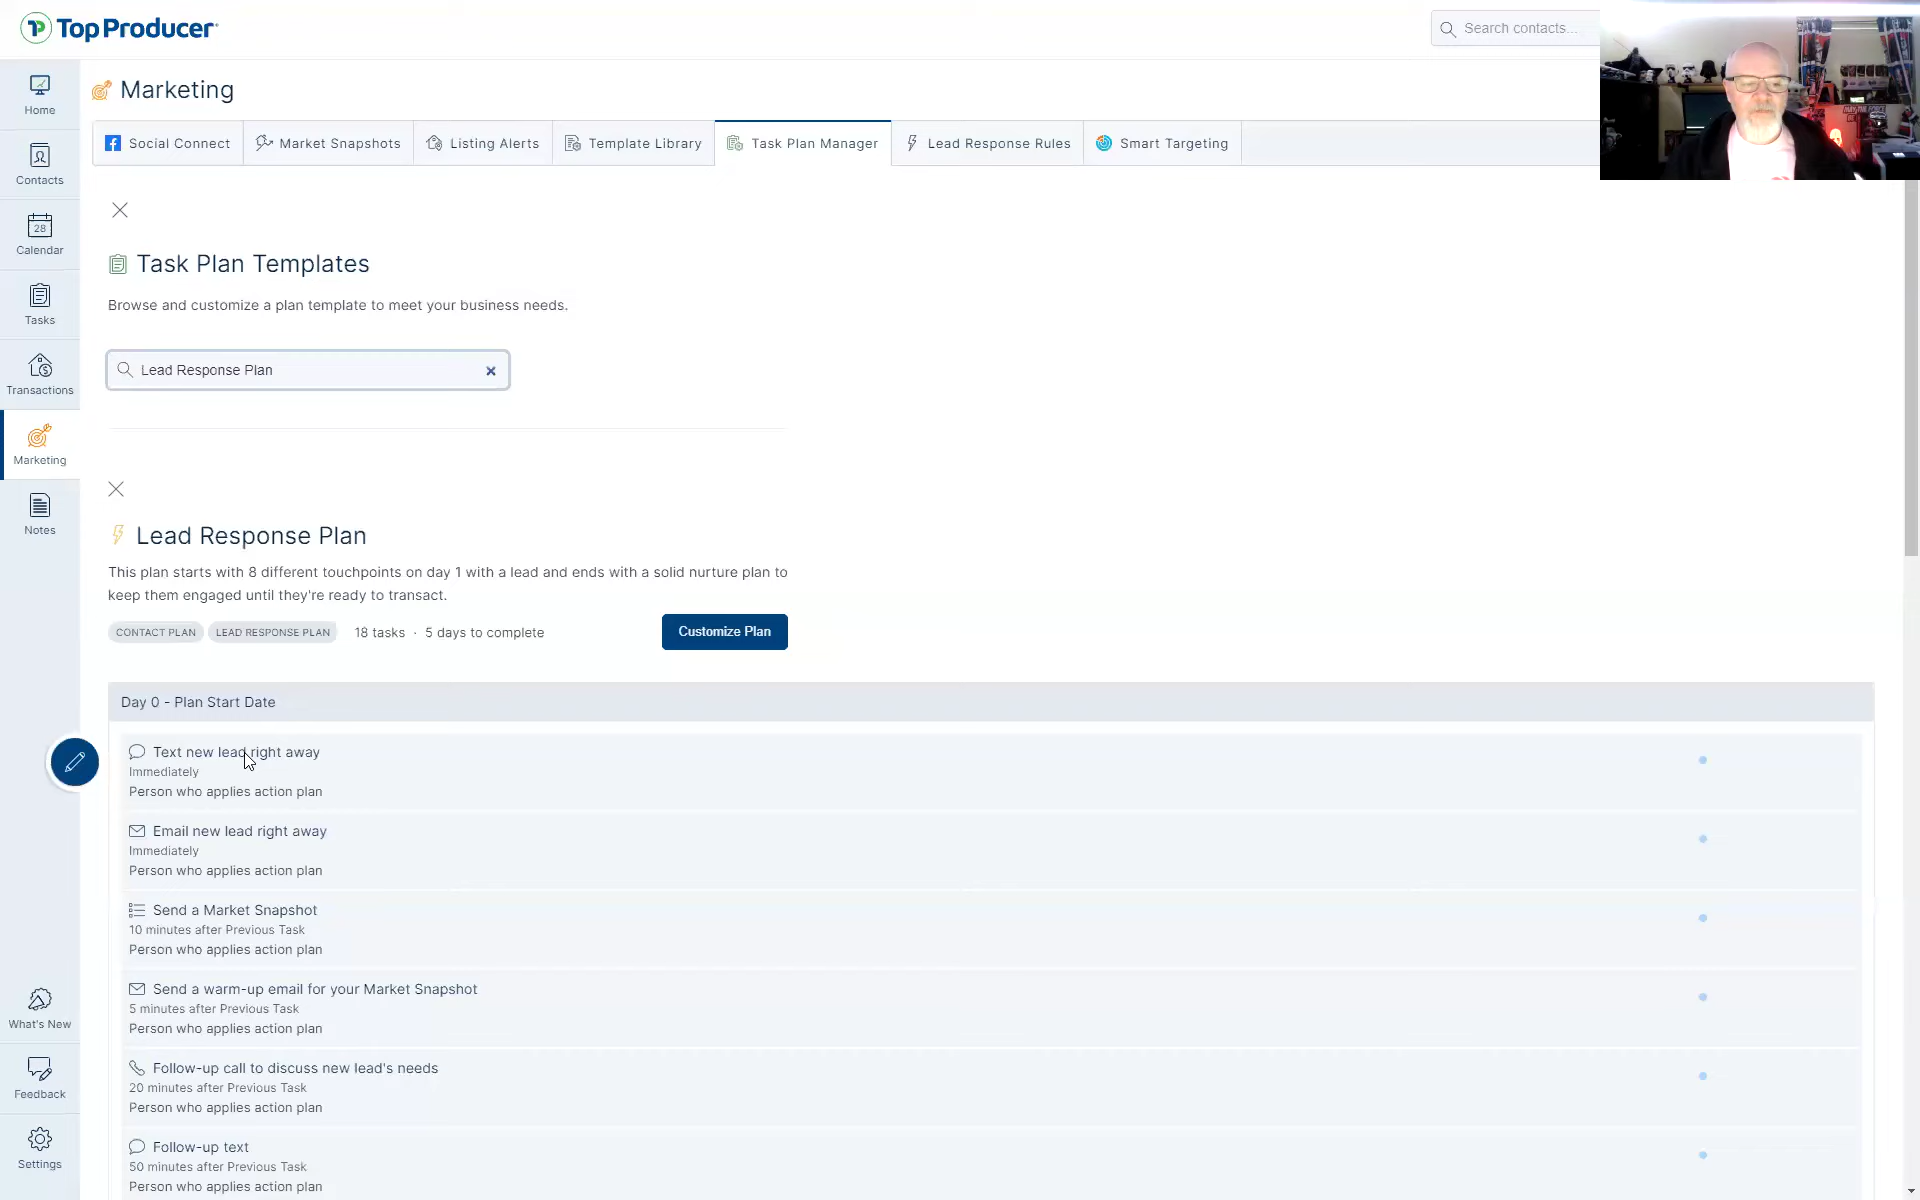 Top Producer
Search contacts...
Home
Contacts
28
Calendar
Tasks
Transactions
Marketing
Notes
What's New
Feedback
Settings
Marketing
Social Connect
Market Snapshots
Listing Alerts
Template Library
Task Plan Manager
Lead Response Rules
Smart Targeting
Task Plan Templates
Browse and customize a plan template to meet your business needs.
Lead Response Plan
Lead Response Plan
This plan starts with 8 different touchpoints on day 1 with a lead and ends with a solid nurture plan to
keep them engaged until they're ready to transact.
CONTACT PLAN LEAD RESPONSE PLAN 18 tasks · 5 days to complete
Customize Plan
Day 0 - Plan Start Date
Text new lead right away
Immediately
Person who applies action plan
Email new lead right away
Immediately
Person who applies action plan
Send a Market Snapshot
10 minutes after Previous Task
Person who applies action plan
Send a warm-up email for your Market Snapshot
5 minutes after Previous Task
Person who applies action plan
Follow-up call to discuss new lead's needs
20 minutes after Previous Task
Person who applies action plan
Follow-up text
50 minutes after Previous Task
Person who applies action plan